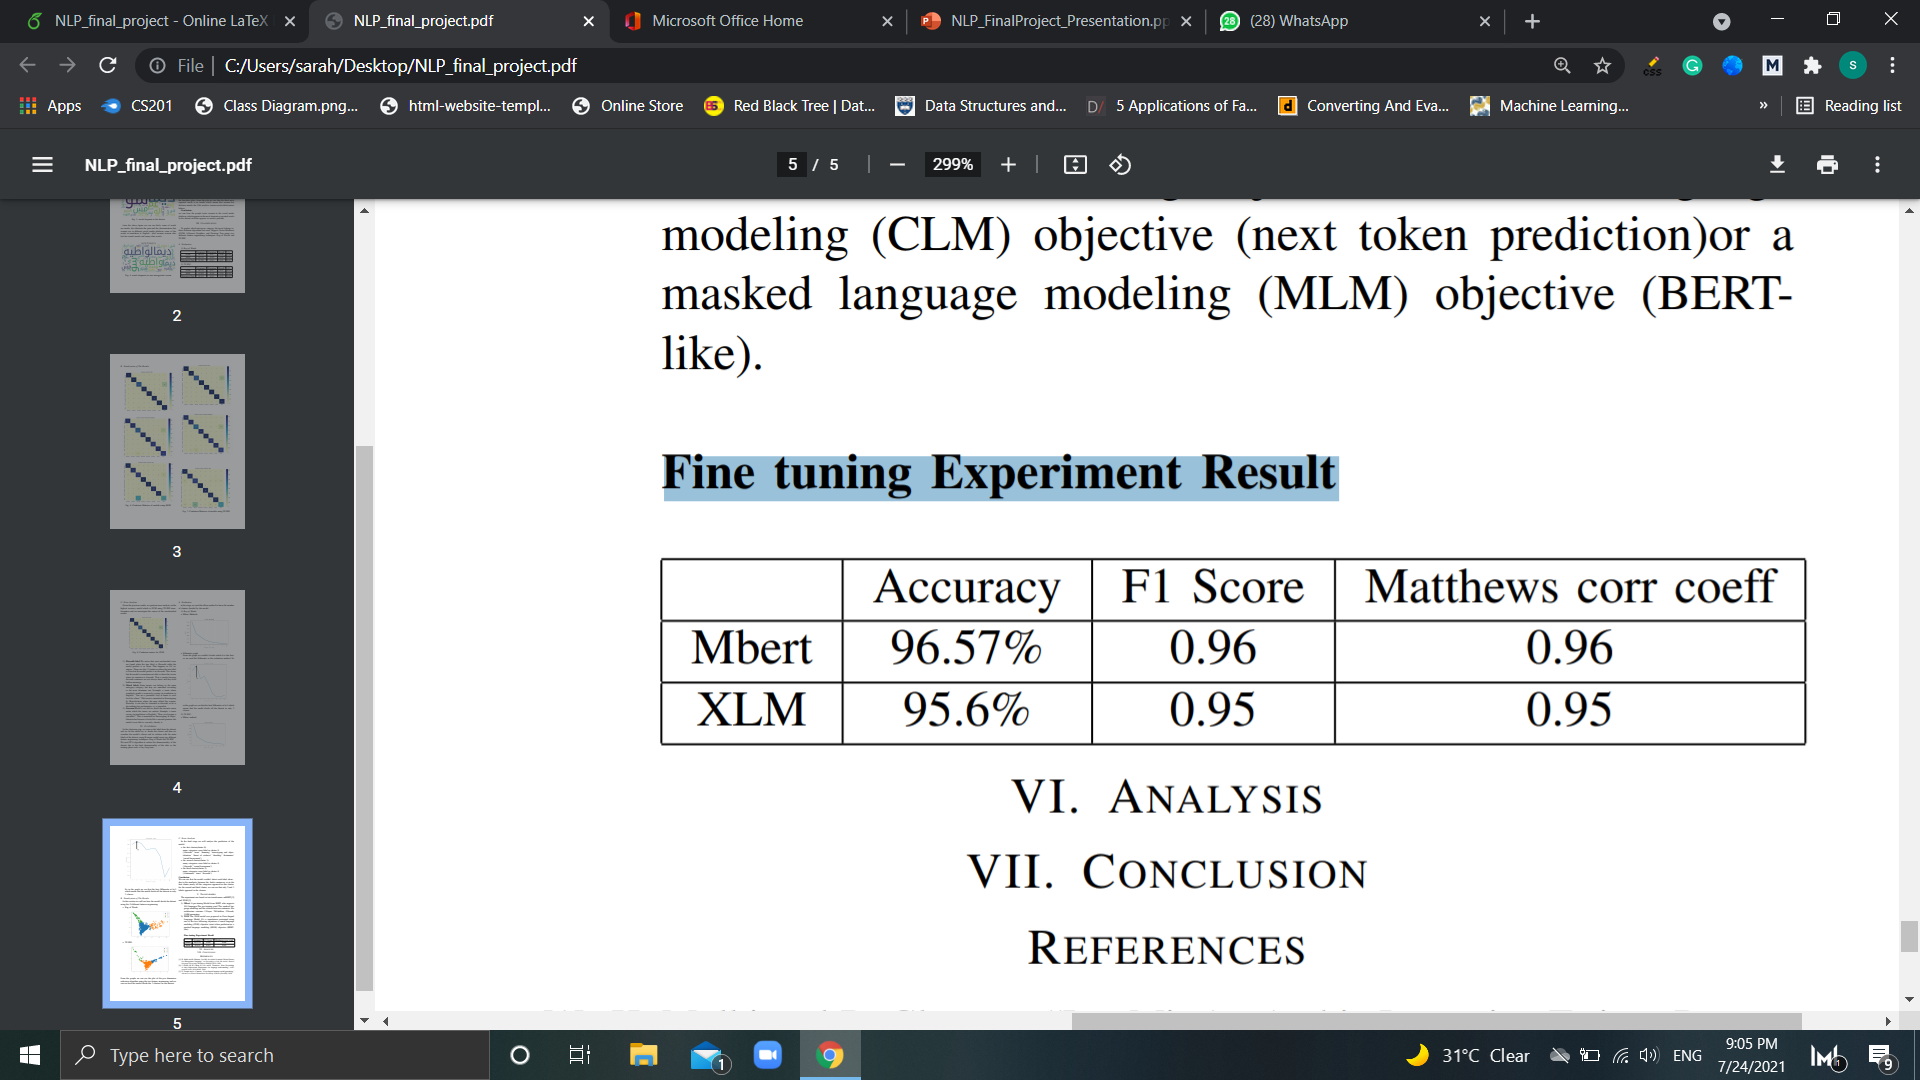 NLP_final_project - Online LaTeX
NLP_final_project.pdf
Microsoft Office Home
NLP_FinalProject_Presentation.pp
28
(28) WhatsApp
File
C:/Users/sarah/Desktop/NLP_final_project.pdf
css
G
M
s
Apps
CS201
Class Diagram.png...
html-website-templ...
Online Store
Red Black Tree | Dat...
Data Structures and...
D/
5 Applications of Fa...
d
Converting And Eva...
Machine Learning...
»
Reading list
NLP_final_project.pdf
5 / 5
299%
2
3
4
5
modeling (CLM) objective (next token prediction)or a
masked language modeling (MLM) objective (BERT-
like).
Fine tuning Experiment Result
Accuracy F1 Score Matthews corr coeff
Mbert 96.57% 0.96 0.96
XLM 95.6% 0.95 0.95
VI. ANALYSIS
VII. CONCLUSION
REFERENCES
Type here to search
1
31°C Clear
ENG
9:05 PM
7/24/2021
9